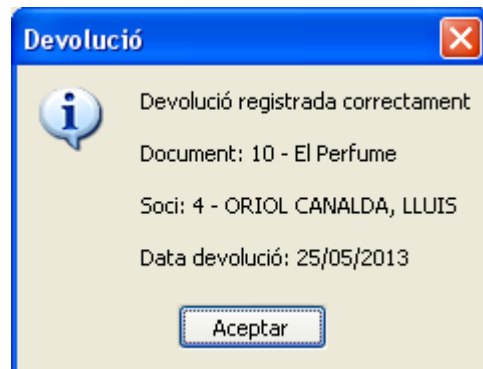 Devolució
Devolució registrada correctament
Document: 10 - El Perfume
Soci: 4 - ORIOL CANALDA, LLUIS
Data devolució: 25/05/2013
Aceptar